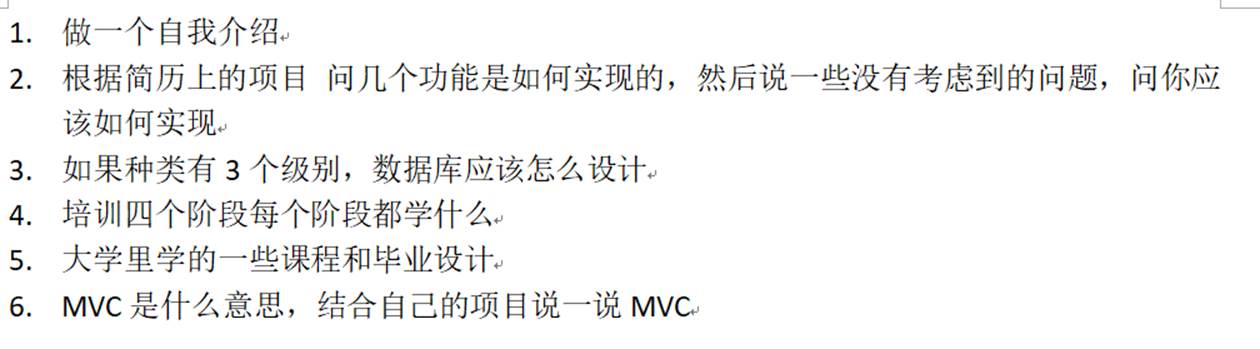 1. 做一个自我介绍
2. 根据简历上的项目 问几个功能是如何实现的，然后说一些没有考虑到的问题，问你应
该如何实现
3. 如果种类有 3 个级别，数据库应该怎么设计
4. 培训四个阶段每个阶段都学什么
5. 大学里学的一些课程和毕业设计
6. MVC 是什么意思，结合自己的项目说一说 MVC